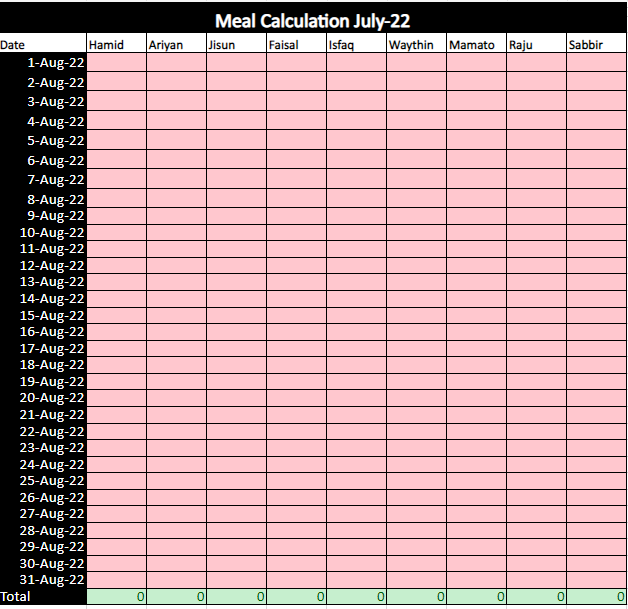 Meal Calculation July-22
Date Hamid Ariyan Jisun Faisal Isfaq Waythin Mamato Raju Sabbir
1-Aug-22
2-Aug-22
3-Aug-22
4-Aug-22
5-Aug-22
6-Aug-22
7-Aug-22
8-Aug-22
9-Aug-22
10-Aug-22
11-Aug-22
12-Aug-22
13-Aug-22
14-Aug-22
15-Aug-22
16-Aug-22
17-Aug-22
18-Aug-22
19-Aug-22
20-Aug-22
21-Aug-22
22-Aug-22
23-Aug-22
24-Aug-22
25-Aug-22
26-Aug-22
27-Aug-22
28-Aug-22
29-Aug-22
30-Aug-22
31-Aug-22
Total 0 0 0 0 0 0 0 0 0